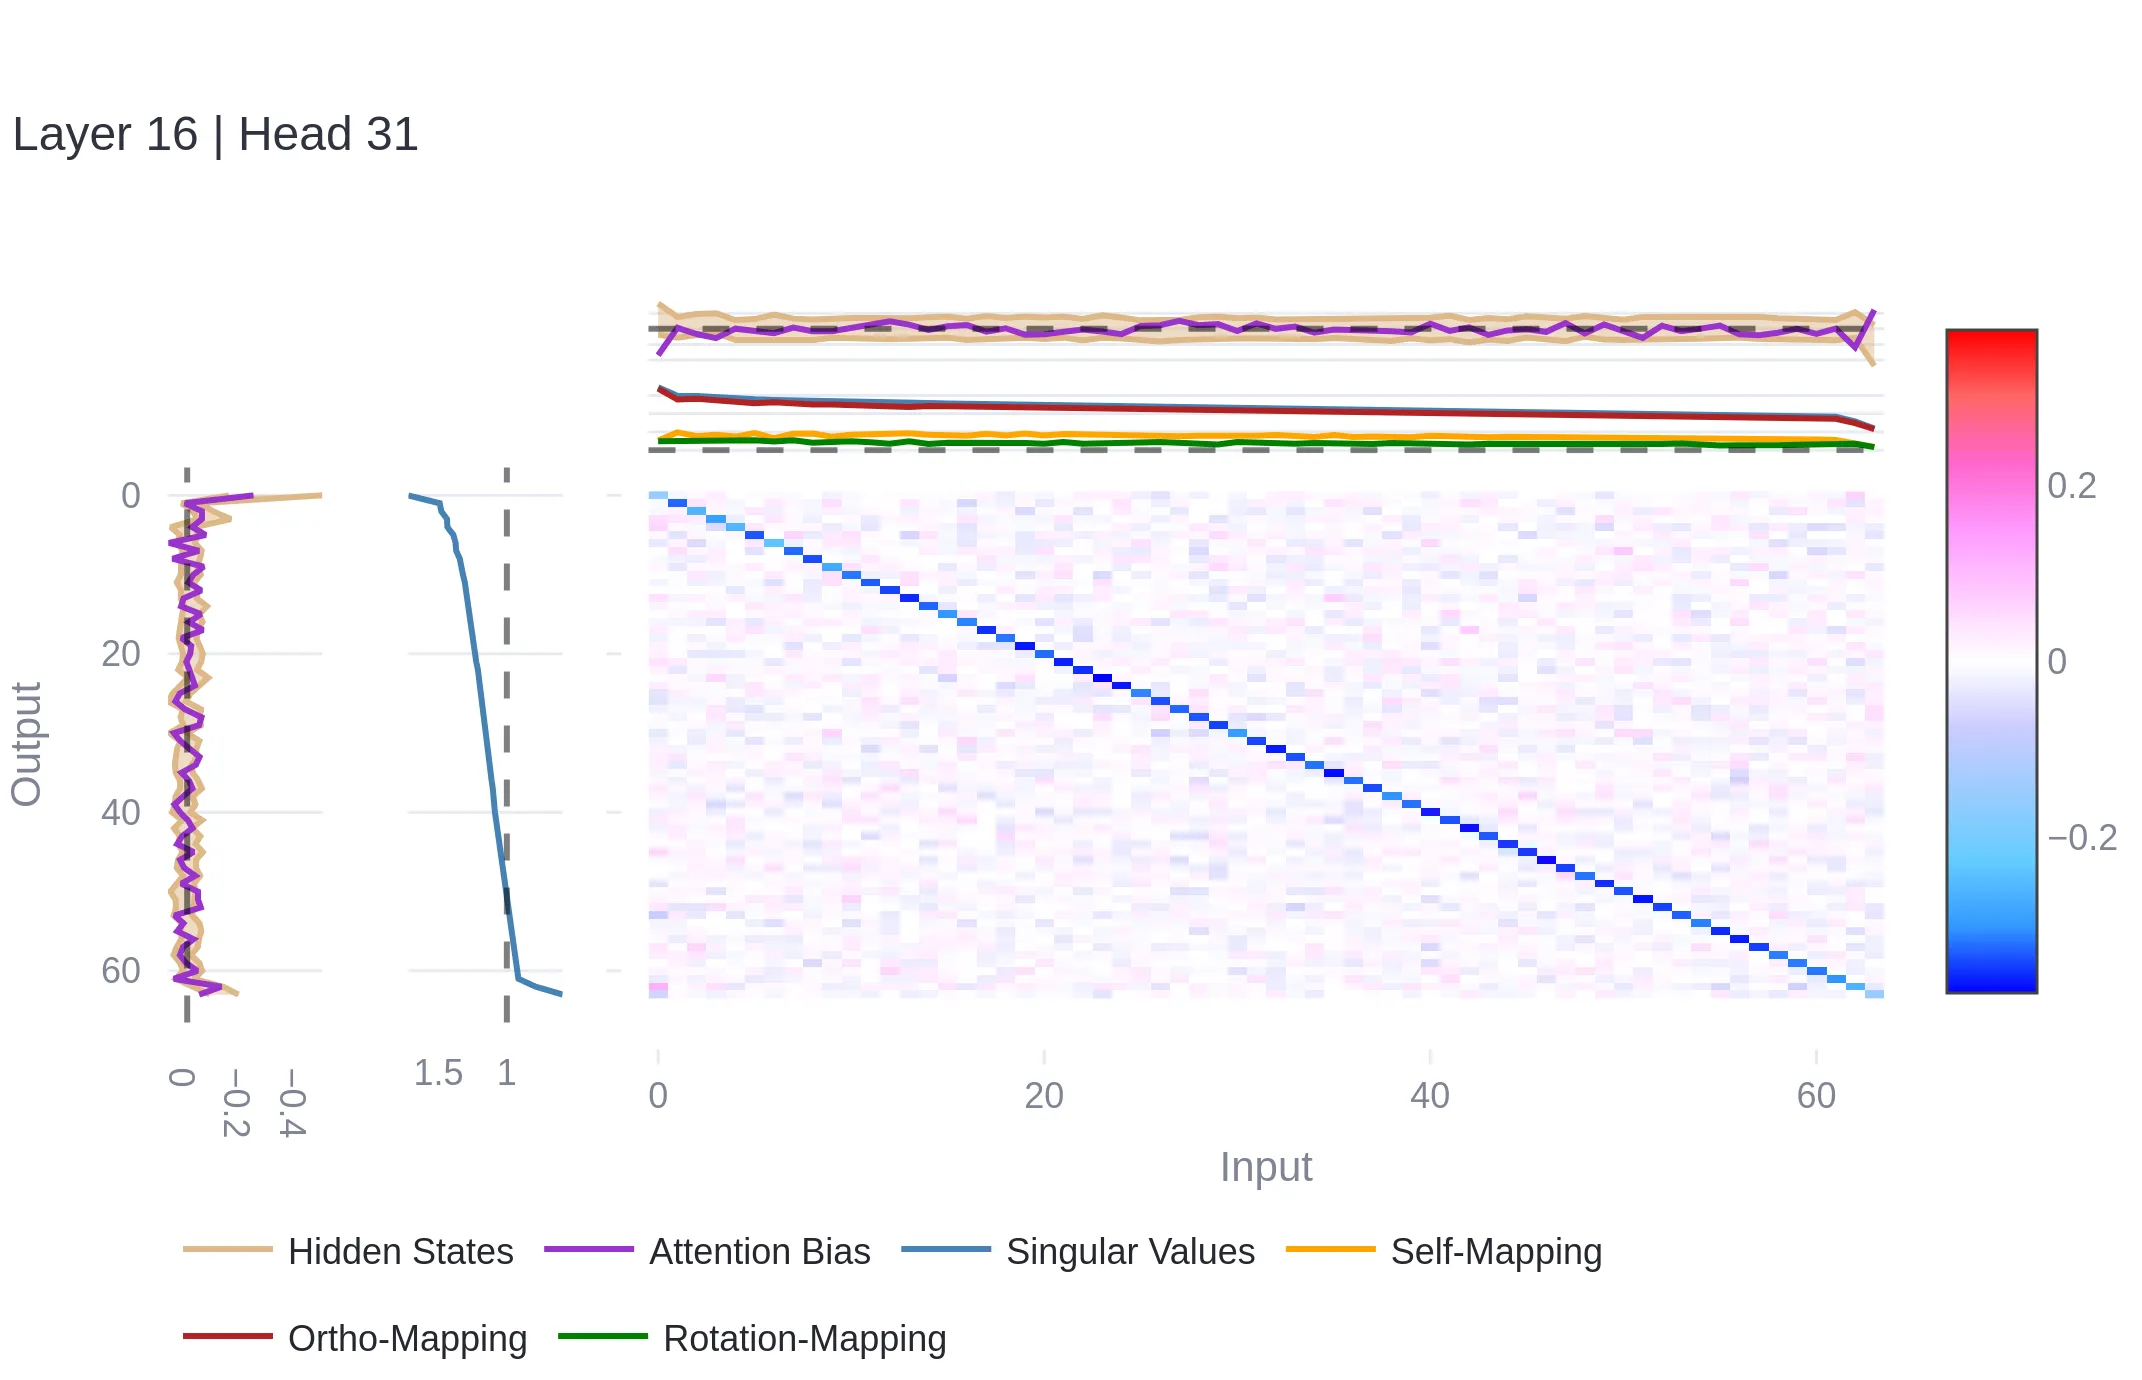 Layer 16 | Head 31
0
20
40
60
Output
0
−0.2
−0.4
1.5
1
0
20
40
60
Input
0.2
0
−0.2
Hidden States
Attention Bias
Singular Values
Self-Mapping
Ortho-Mapping
Rotation-Mapping